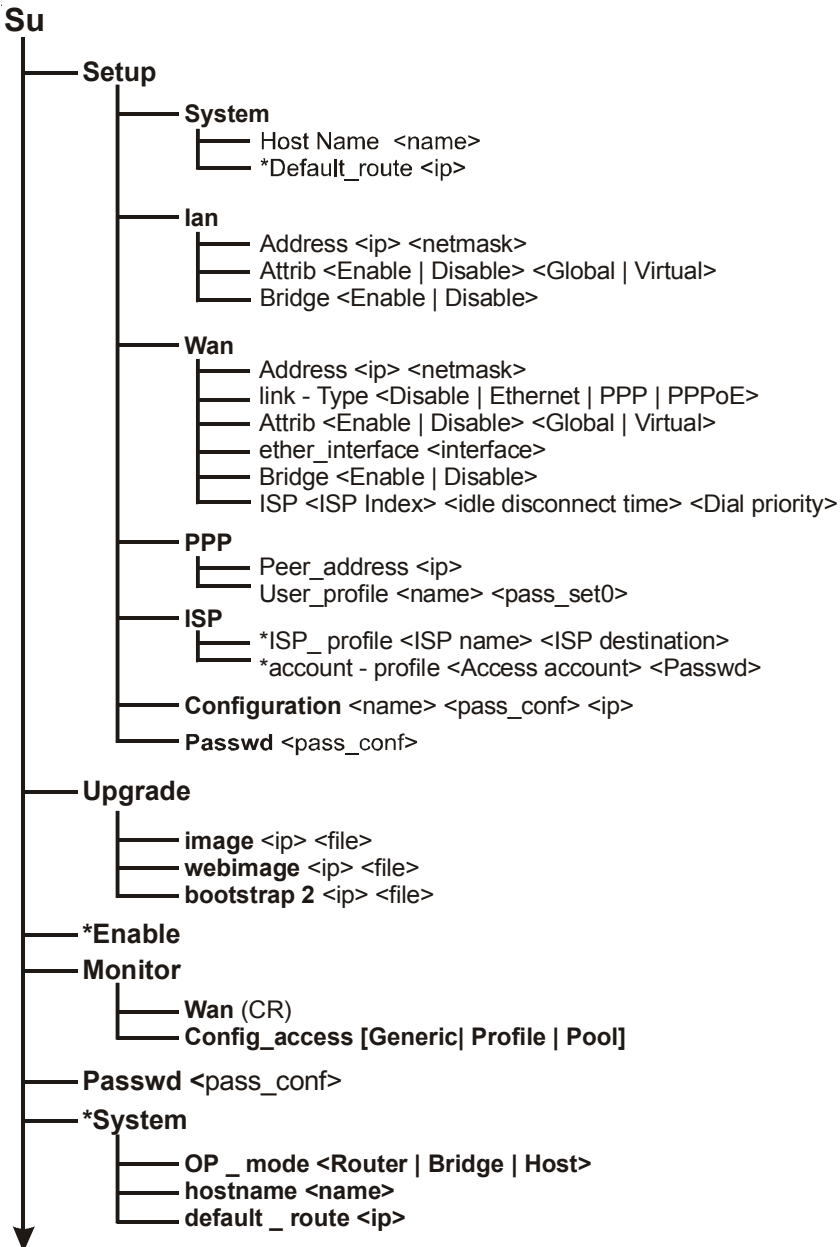 Su
Setup
System
Host Name <name>
*Default_route <ip>
lan
Address <ip> <netmask>
Attrib <Enable | Disable> <Global | Virtual>
Bridge <Enable | Disable>
Wan
Address <ip> <netmask>
link - Type <Disable | Ethernet | PPP | PPPoE>
Attrib <Enable | Disable> <Global | Virtual>
ether_interface <interface>
Bridge <Enable | Disable>
ISP <ISP Index> <idle disconnect time> <Dial priority>
PPP
Peer_address <ip>
User_profile <name> <pass_set0>
ISP
*ISP_ profile <ISP name> <ISP destination>
*account - profile <Access account> <Passwd>
Configuration <name> <pass_conf> <ip>
Passwd <pass_conf>
Upgrade
image <ip> <file>
webimage <ip> <file>
bootstrap 2 <ip> <file>
*Enable
Monitor
Wan (CR)
Config_access [Generic| Profile | Pool]
Passwd <pass_conf>
*System
OP _ mode <Router | Bridge | Host>
hostname <name>
default _ route <ip>